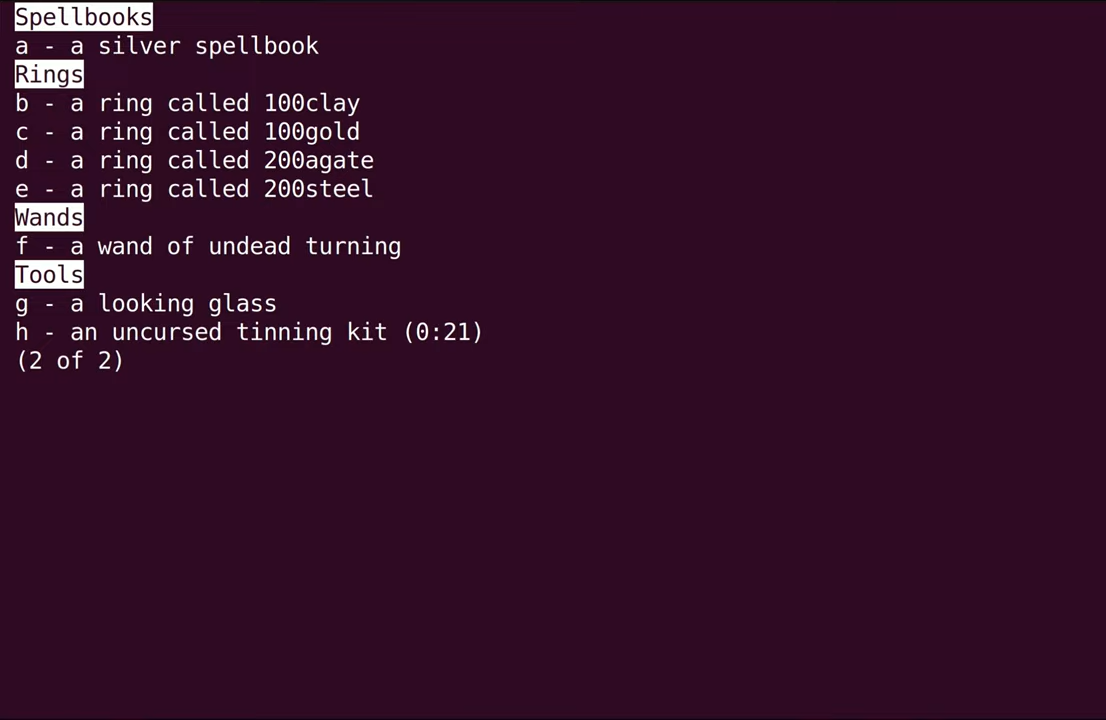 Spellbooks
a - a silver spellbook
Rings
b - a ring called 100clay
c - a ring called 100gold
d - a ring called 200agate
e - a ring called 200steel
Wands
f - a wand of undead turning
Tools
g - a looking glass
h - an uncursed tinning kit (0:21)
(2 of 2)